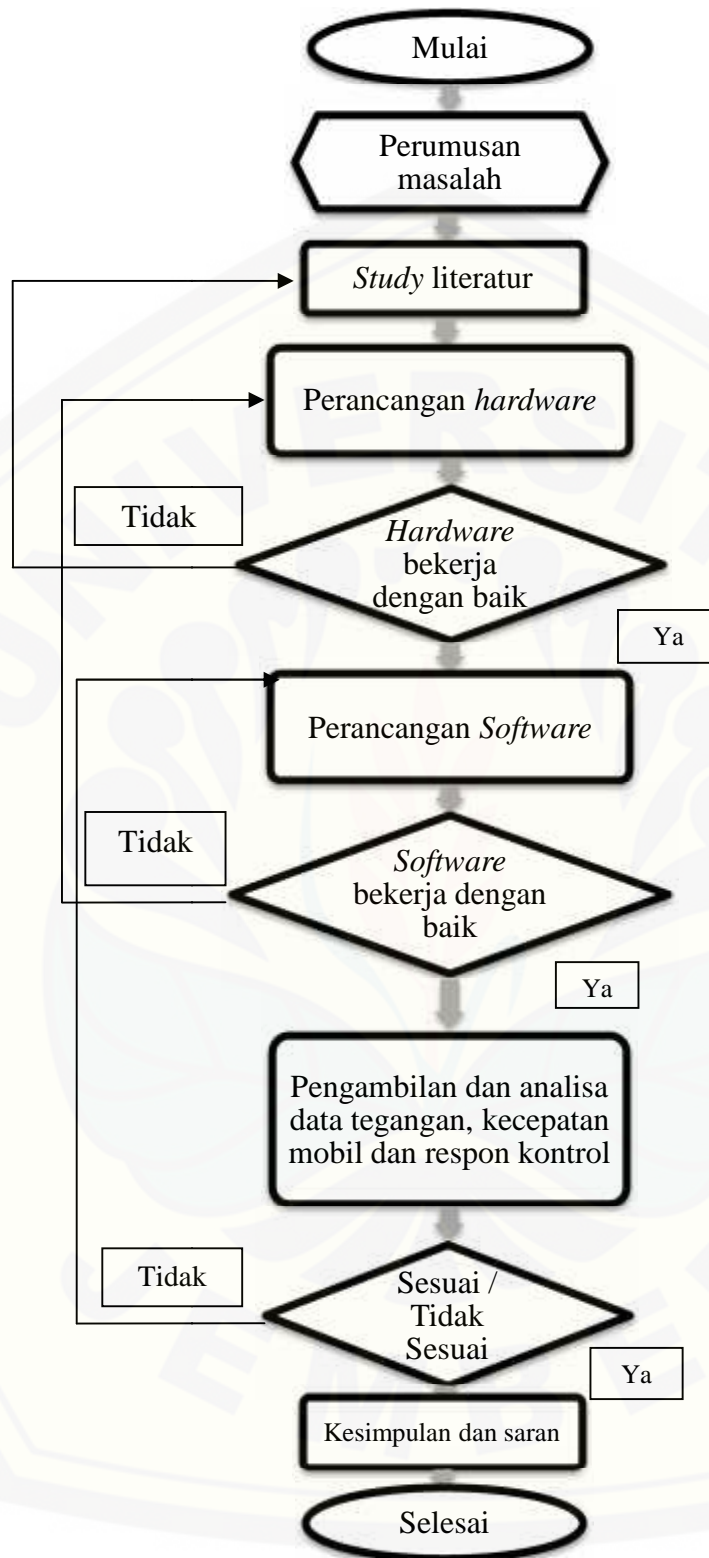 Mulai
Perumusan
masalah
Study literatur
Perancangan hardware
Tidak
Hardware
bekerja
dengan baik
Ya
Perancangan Software
Tidak
Software
bekerja dengan
baik
Ya
Pengambilan dan analisa
data tegangan, kecepatan
mobil dan respon kontrol
Tidak
Sesuai /
Tidak
Sesuai
Ya
Kesimpulan dan saran
Selesai